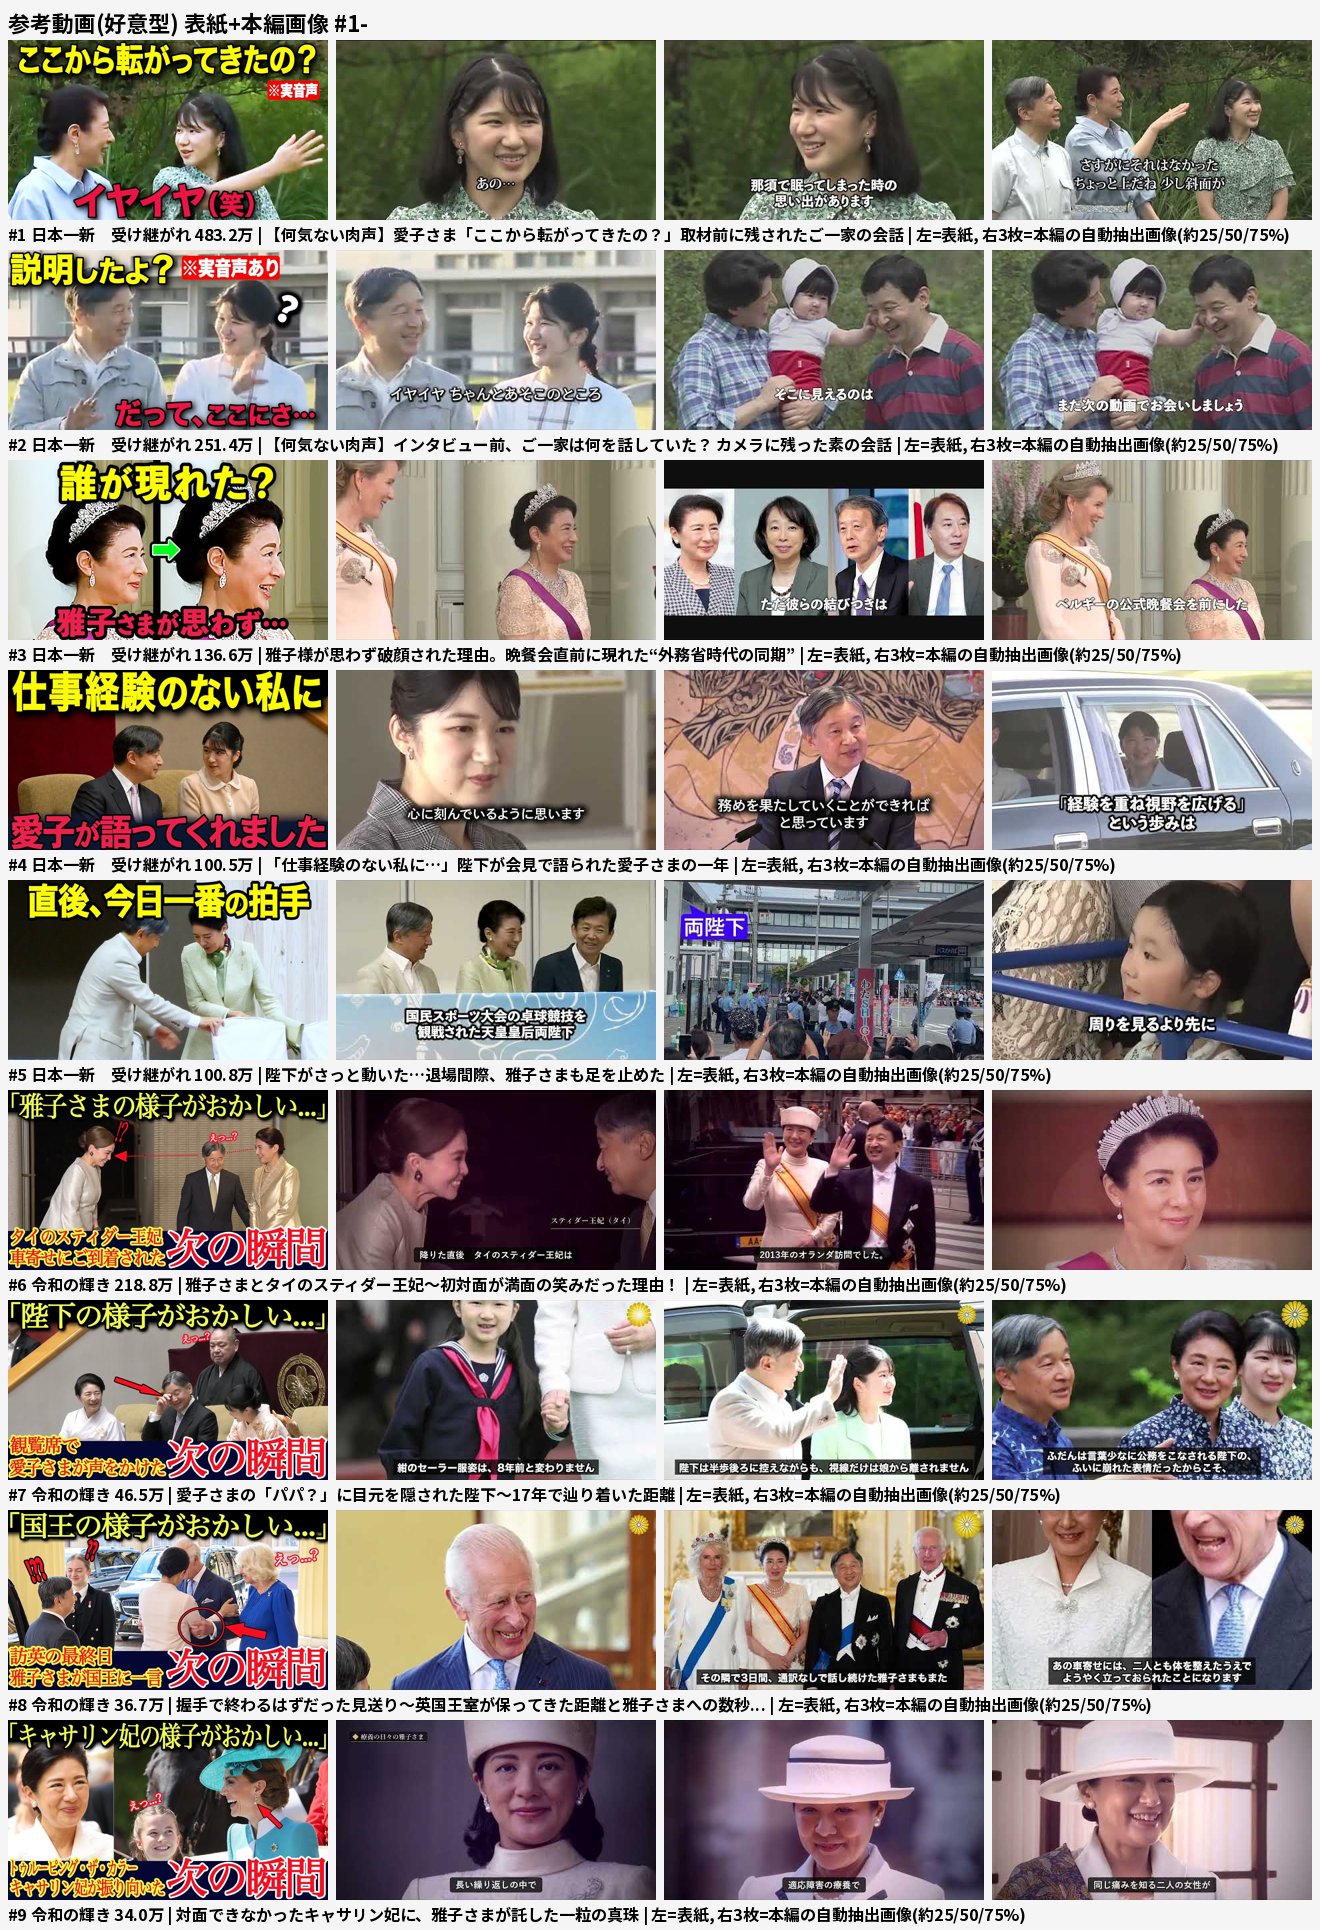 参考動画(好意型) 表紙+本編画像 #1-
ここから転がってきたの?
※実音声
イヤイヤ(笑)
あの…
那須で眠ってしまった時の
思い出があります
さすがにそれはなかった
ちょっと上だね 少し斜面が
#1 日本一新 受け継がれ 483.2万 | 【何気ない肉声】愛子さま「ここから転がってきたの?」取材前に残されたご一家の会話 | 左=表紙, 右3枚=本編の自動抽出画像(約25/50/75%)
説明したよ?
※実音声あり
?
だって、ここにさ…
イヤイヤ ちゃんとあそこのところ
そこに見えるのは
また次の動画でお会いしましょう
#2 日本一新 受け継がれ 251.4万 | 【何気ない肉声】インタビュー前、ご一家は何を話していた? カメラに残った素の会話 | 左=表紙, 右3枚=本編の自動抽出画像(約25/50/75%)
誰が現れた?
雅子さまが思わず…
ただ彼らの結びつきは
ベルギーの公式晩餐会を前にした
#3 日本一新 受け継がれ 136.6万 | 雅子様が思わず破顔された理由。晩餐会直前に現れた“外務省時代の同期” | 左=表紙, 右3枚=本編の自動抽出画像(約25/50/75%)
仕事経験のない私に
愛子が語ってくれました
心に刻んでいるように思います
務めを果たしていくことができれば
と思っています
「経験を重ね視野を広げる」
という歩みは
#4 日本一新 受け継がれ 100.5万 | 「仕事経験のない私に…」陛下が会見で語られた愛子さまの一年 | 左=表紙, 右3枚=本編の自動抽出画像(約25/50/75%)
直後、今日一番の拍手
国民スポーツ大会の卓球競技を
観戦された天皇皇后両陛下
両陛下
わたSHIGA
周りを見るより先に
#5 日本一新 受け継がれ 100.8万 | 陛下がさっと動いた…退場間際、雅子さまも足を止めた | 左=表紙, 右3枚=本編の自動抽出画像(約25/50/75%)
「雅子さまの様子がおかしい...」
!?
えっ...?
タイのスティダー王妃
車寄せにご到着された
次の瞬間
スティダー王妃(タイ)
降りた直後 タイのスティダー王妃は
2013年のオランダ訪問でした。
AA-
#6 令和の輝き 218.8万 | 雅子さまとタイのスティダー王妃〜初対面が満面の笑みだった理由! | 左=表紙, 右3枚=本編の自動抽出画像(約25/50/75%)
「陛下の様子がおかしい...」
えっ...?
観覧席で
愛子さまが声をかけた
次の瞬間
紺のセーラー服姿は、8年前と変わりません
陛下は半歩後ろに控えながらも、視線だけは娘から離されません
ふだんは言葉少なに公務をこなされる陛下の、
ふいに崩れた表情だったからこそ、
#7 令和の輝き 46.5万 | 愛子さまの「パパ?」に目元を隠された陛下〜17年で辿り着いた距離 | 左=表紙, 右3枚=本編の自動抽出画像(約25/50/75%)
「国王の様子がおかしい...」
!?!?
??
えっ...?
訪英の最終日
雅子さまが国王に一言
次の瞬間
その隣で3日間、通訳なしで話し続けた雅子さまもまた
あの車寄せには、二人とも体を整えたうえで
ようやく立っておられたことになります
#8 令和の輝き 36.7万 | 握手で終わるはずだった見送り〜英国王室が保ってきた距離と雅子さまへの数秒... | 左=表紙, 右3枚=本編の自動抽出画像(約25/50/75%)
「キャサリン妃の様子がおかしい...」
えっ...?
トゥルーピング・ザ・カラー
キャサリン妃が振り向いた
次の瞬間
◆ 療養の日々の雅子さま
長い繰り返しの中で
適応障害の療養で
同じ痛みを知る二人の女性が
#9 令和の輝き 34.0万 | 対面できなかったキャサリン妃に、雅子さまが託した一粒の真珠 | 左=表紙, 右3枚=本編の自動抽出画像(約25/50/75%)